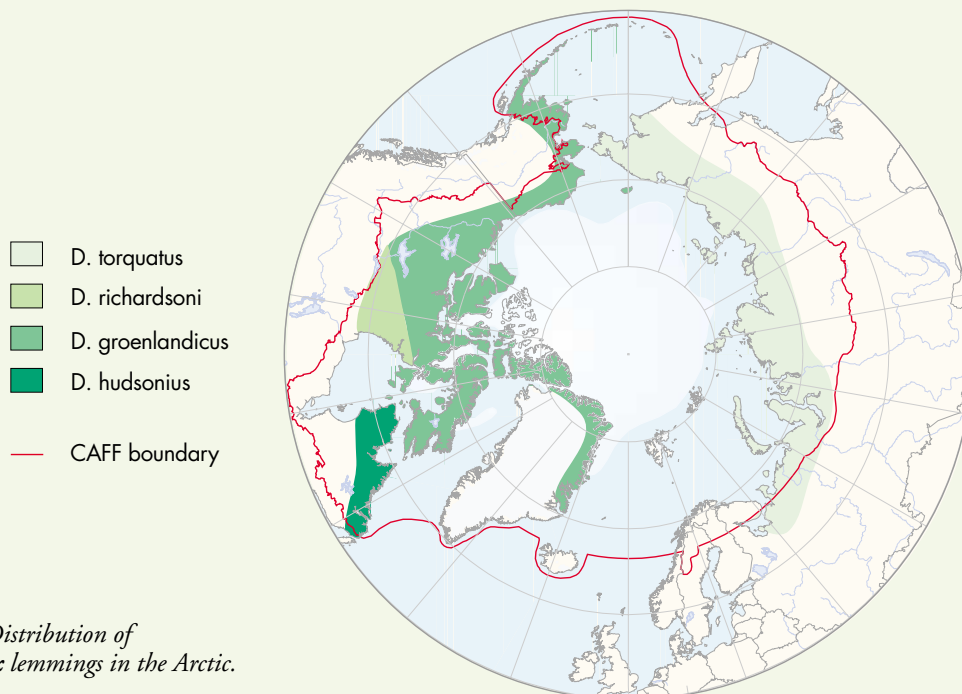 D. torquatus
D. richardsoni
D. groenlandicus
D. hudsonius
CAFF boundary
Distribution of
lemmings in the Arctic.